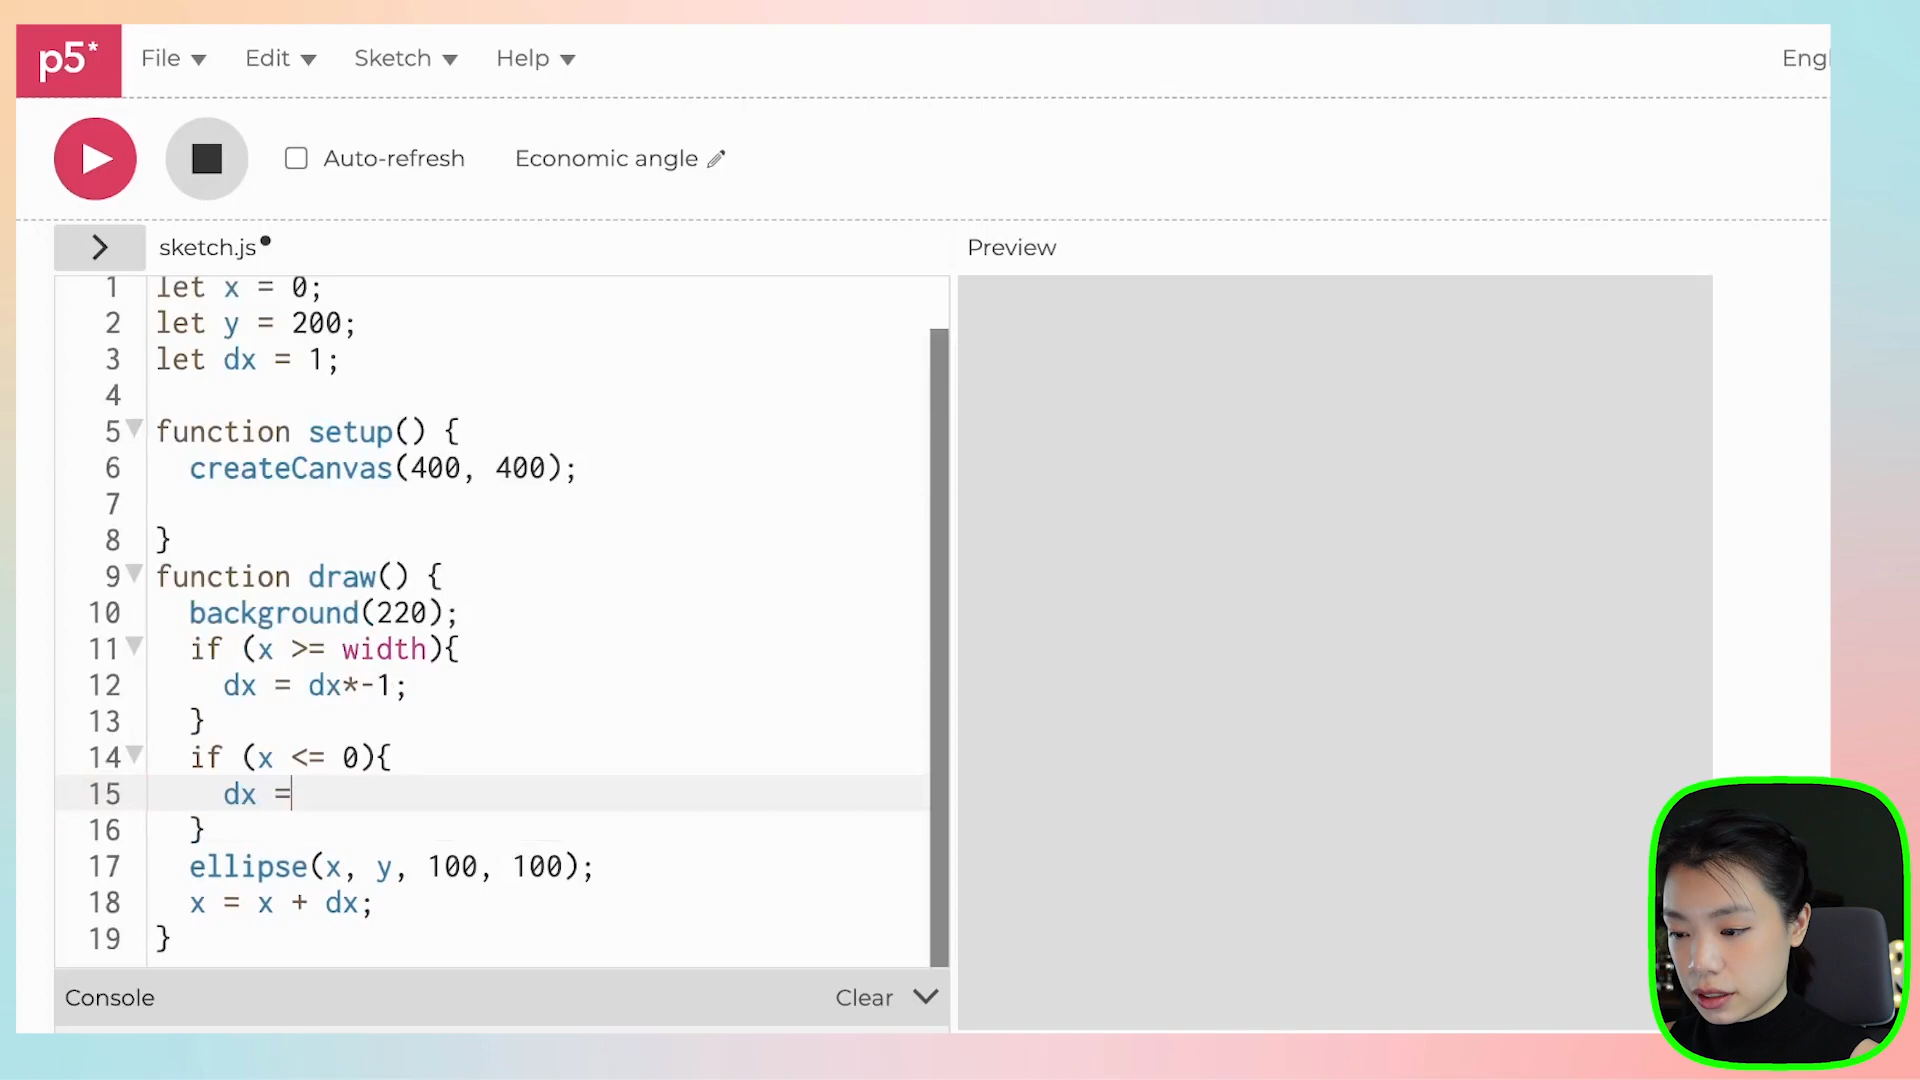 p5* File Edit Sketch Help Engl
Auto-refresh Economic angle
sketch.js Preview
1 let x = 0;
2 let y = 200;
3 let dx = 1;
4
5 function setup() {
6 createCanvas(400, 400);
7
8 }
9 function draw() {
10 background(220);
11 if (x >= width){
12 dx = dx*-1;
13 }
14 if (x <= 0){
15 dx =
16 }
17 ellipse(x, y, 100, 100);
18 x = x + dx;
19 }
Console Clear